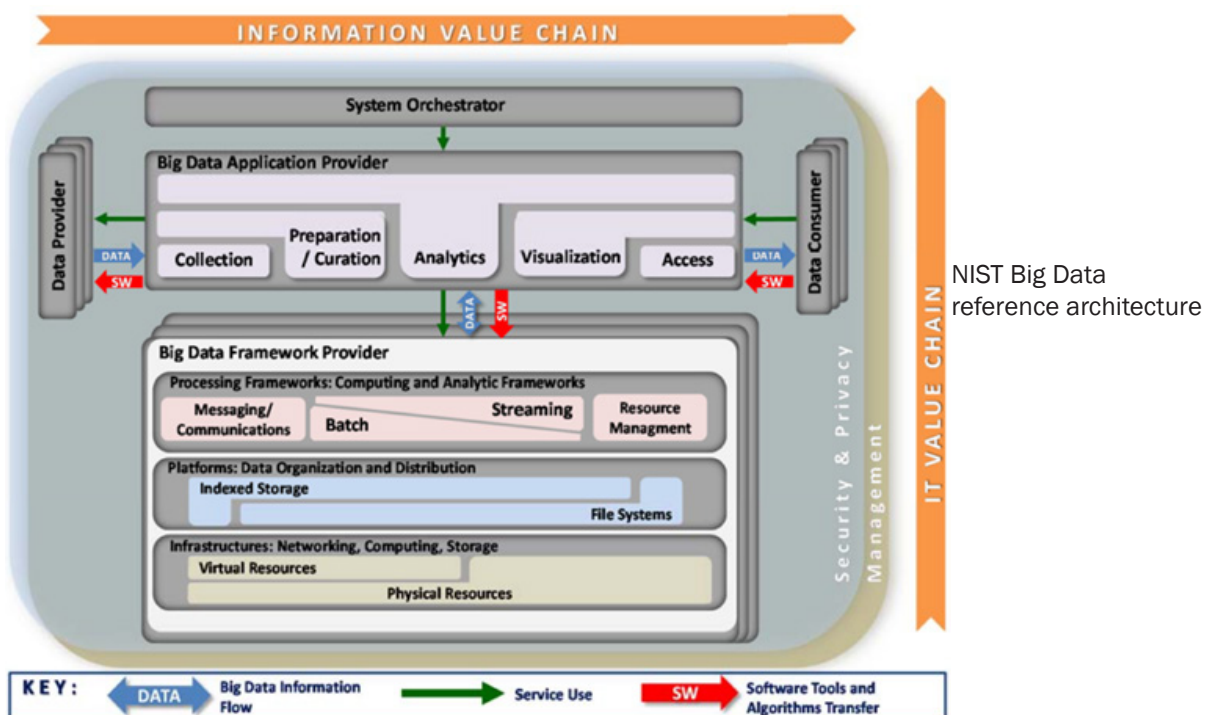 INFORMATION VALUE CHAIN
System Orchestrator
Big Data Application Provider
Data Provider
DATA
SW
Collection
Preparation
/ Curation
Analytics
Visualization
Access
DATA
SW
Data Consumer
DATA
SW
Big Data Framework Provider
Processing Frameworks: Computing and Analytic Frameworks
Messaging/
Communications
Batch
Streaming
Resource
Managment
Platforms: Data Organization and Distribution
Indexed Storage
File Systems
Infrastructures: Networking, Computing, Storage
Virtual Resources
Physical Resources
Security & Privacy
Management
IT VALUE CHAIN
NIST Big Data
reference architecture
KEY:
DATA
Big Data Information
Flow
Service Use
SW
Software Tools and
Algorithms Transfer